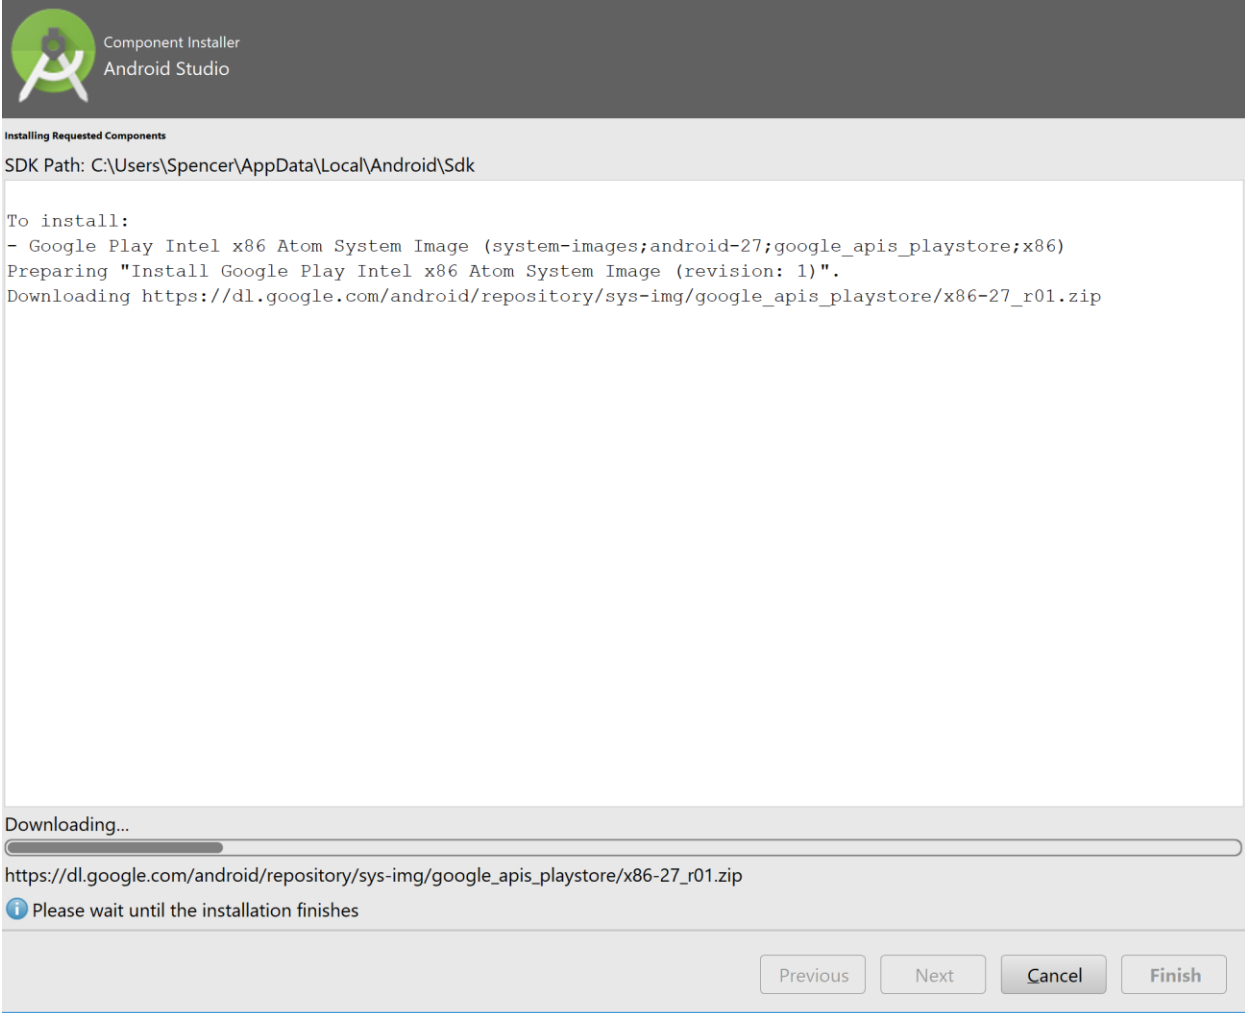 Component Installer
Android Studio
Installing Requested Components
SDK Path: C:\Users\Spencer\AppData\Local\Android\Sdk
To install:
- Google Play Intel x86 Atom System Image (system-images;android-27;google_apis_playstore;x86)
Preparing "Install Google Play Intel x86 Atom System Image (revision: 1)".
Downloading https://dl.google.com/android/repository/sys-img/google_apis_playstore/x86-27_r01.zip
Downloading...
https://dl.google.com/android/repository/sys-img/google_apis_playstore/x86-27_r01.zip
Please wait until the installation finishes
Previous Next Cancel Finish